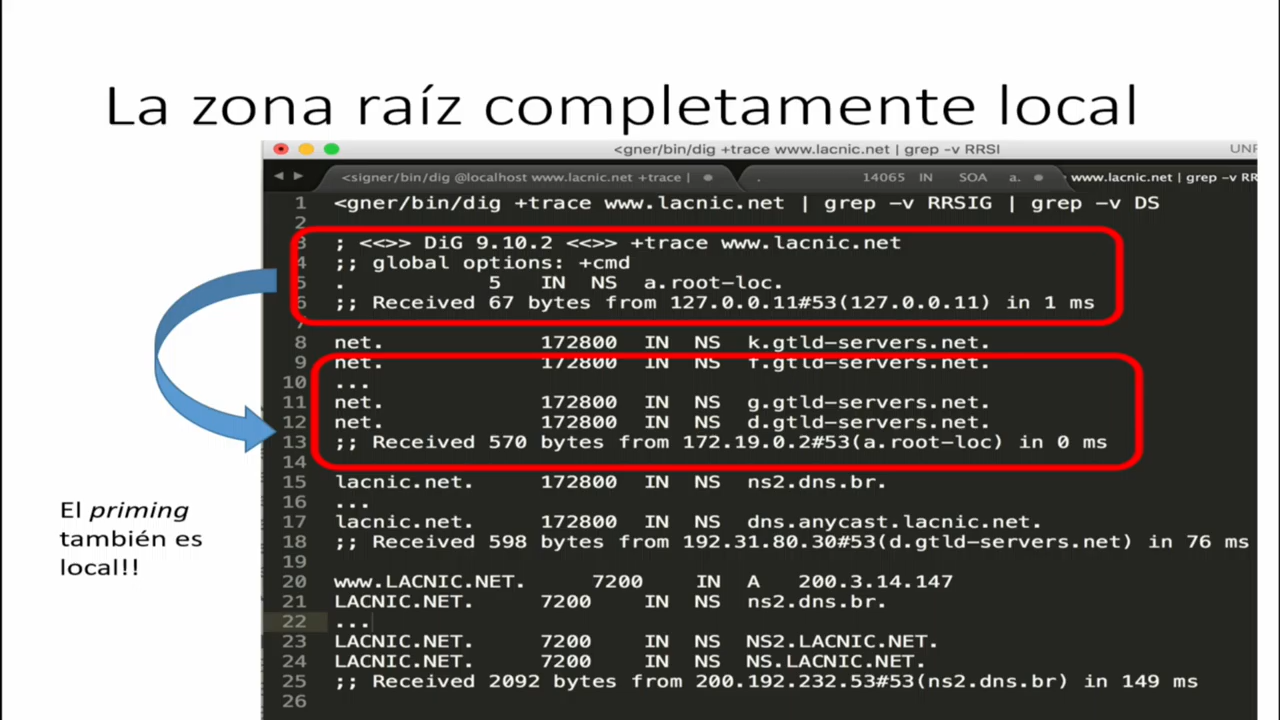 La zona raíz completamente local
<gner/bin/dig +trace www.lacnic.net | grep -v RRSI
UNR
<signer/bin/dig @localhost www.lacnic.net +trace |
. 14065 IN SOA a.
www.lacnic.net | grep -v RR
1 <gner/bin/dig +trace www.lacnic.net | grep -v RRSIG | grep -v DS
2
3 ; <<>> DiG 9.10.2 <<>> +trace www.lacnic.net
4 ;; global options: +cmd
5 . 5 IN NS a.root-loc.
6 ;; Received 67 bytes from 127.0.0.11#53(127.0.0.11) in 1 ms
7
8 net. 172800 IN NS k.gtld-servers.net.
9 net. 172800 IN NS f.gtld-servers.net.
10 ...
11 net. 172800 IN NS g.gtld-servers.net.
12 net. 172800 IN NS d.gtld-servers.net.
13 ;; Received 570 bytes from 172.19.0.2#53(a.root-loc) in 0 ms
14
15 lacnic.net. 172800 IN NS ns2.dns.br.
16 ...
17 lacnic.net. 172800 IN NS dns.anycast.lacnic.net.
18 ;; Received 598 bytes from 192.31.80.30#53(d.gtld-servers.net) in 76 ms
19
20 www.LACNIC.NET. 7200 IN A 200.3.14.147
21 LACNIC.NET. 7200 IN NS ns2.dns.br.
22 ...
23 LACNIC.NET. 7200 IN NS NS2.LACNIC.NET.
24 LACNIC.NET. 7200 IN NS NS.LACNIC.NET.
25 ;; Received 2092 bytes from 200.192.232.53#53(ns2.dns.br) in 149 ms
26
El priming
también es
local!!